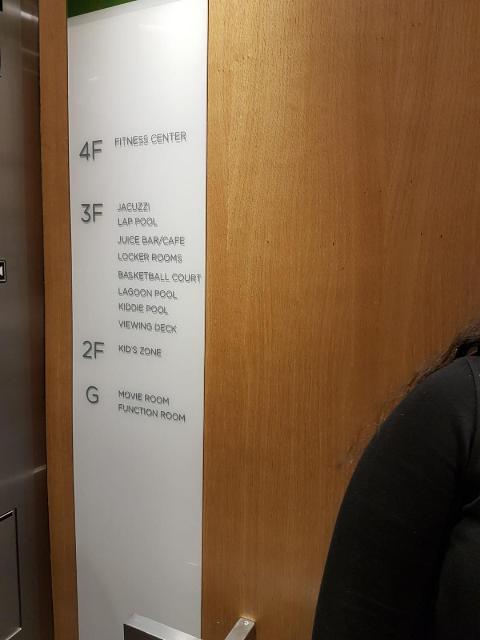 4F FITNESS CENTER
3F JACUZZI
LAP POOL
JUICE BAR/CAFE
LOCKER ROOMS
BASKETBALL COURT
LAGOON POOL
KIDDIE POOL
VIEWING DECK
2F KID'S ZONE
G MOVIE ROOM
FUNCTION ROOM